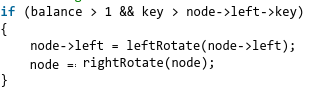 if (balance > 1 && key > node->left->key)
{
node->left = leftRotate(node->left);
node = rightRotate(node);
}